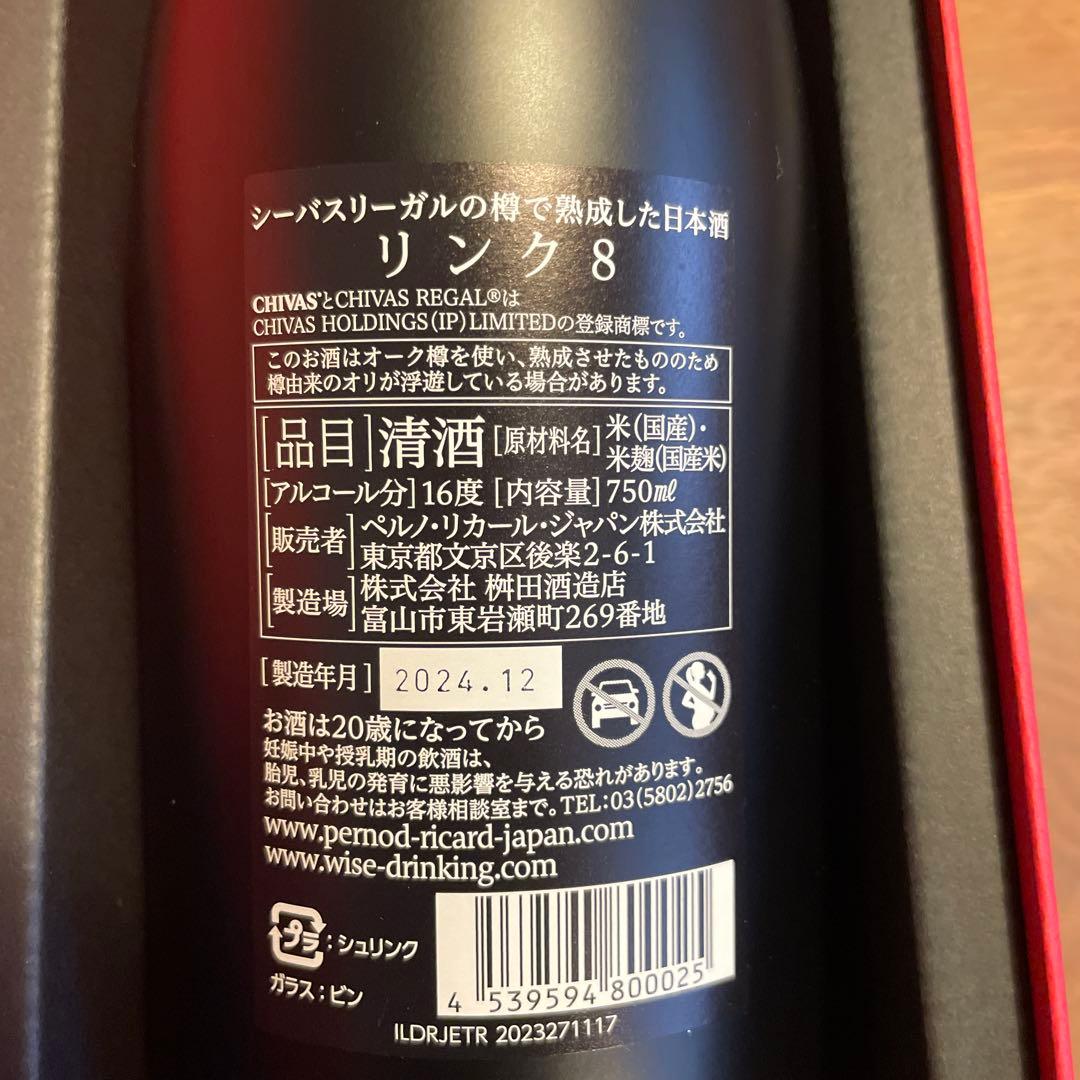 シーバスリーガルの樽で熟成した日本酒
リンク8
CHIVAS®とCHIVAS REGAL®は
CHIVAS HOLDINGS(IP)LIMITEDの登録商標です。
このお酒はオーク樽を使い、熟成させたもののため
樽由来のオリが浮遊している場合があります。
[品目]清酒[原材料名]米(国産)・
米麹(国産米)
[アルコール分]16度[内容量]750㎖
[販売者]ペルノ・リカール・ジャパン株式会社
東京都文京区後楽2-6-1
[製造場]株式会社 桝田酒造店
富山市東岩瀬町269番地
[製造年月] 2024.12
お酒は20歳になってから
妊娠中や授乳期の飲酒は、
胎児、乳児の発育に悪影響を与える恐れがあります。
お問い合わせはお客様相談室まで。TEL:03(5802)2756
www.pernod-ricard-japan.com
www.wise-drinking.com
プラ:シュリンク
ガラス:ビン
4 539594 800025
ILDRJETR 2023271117